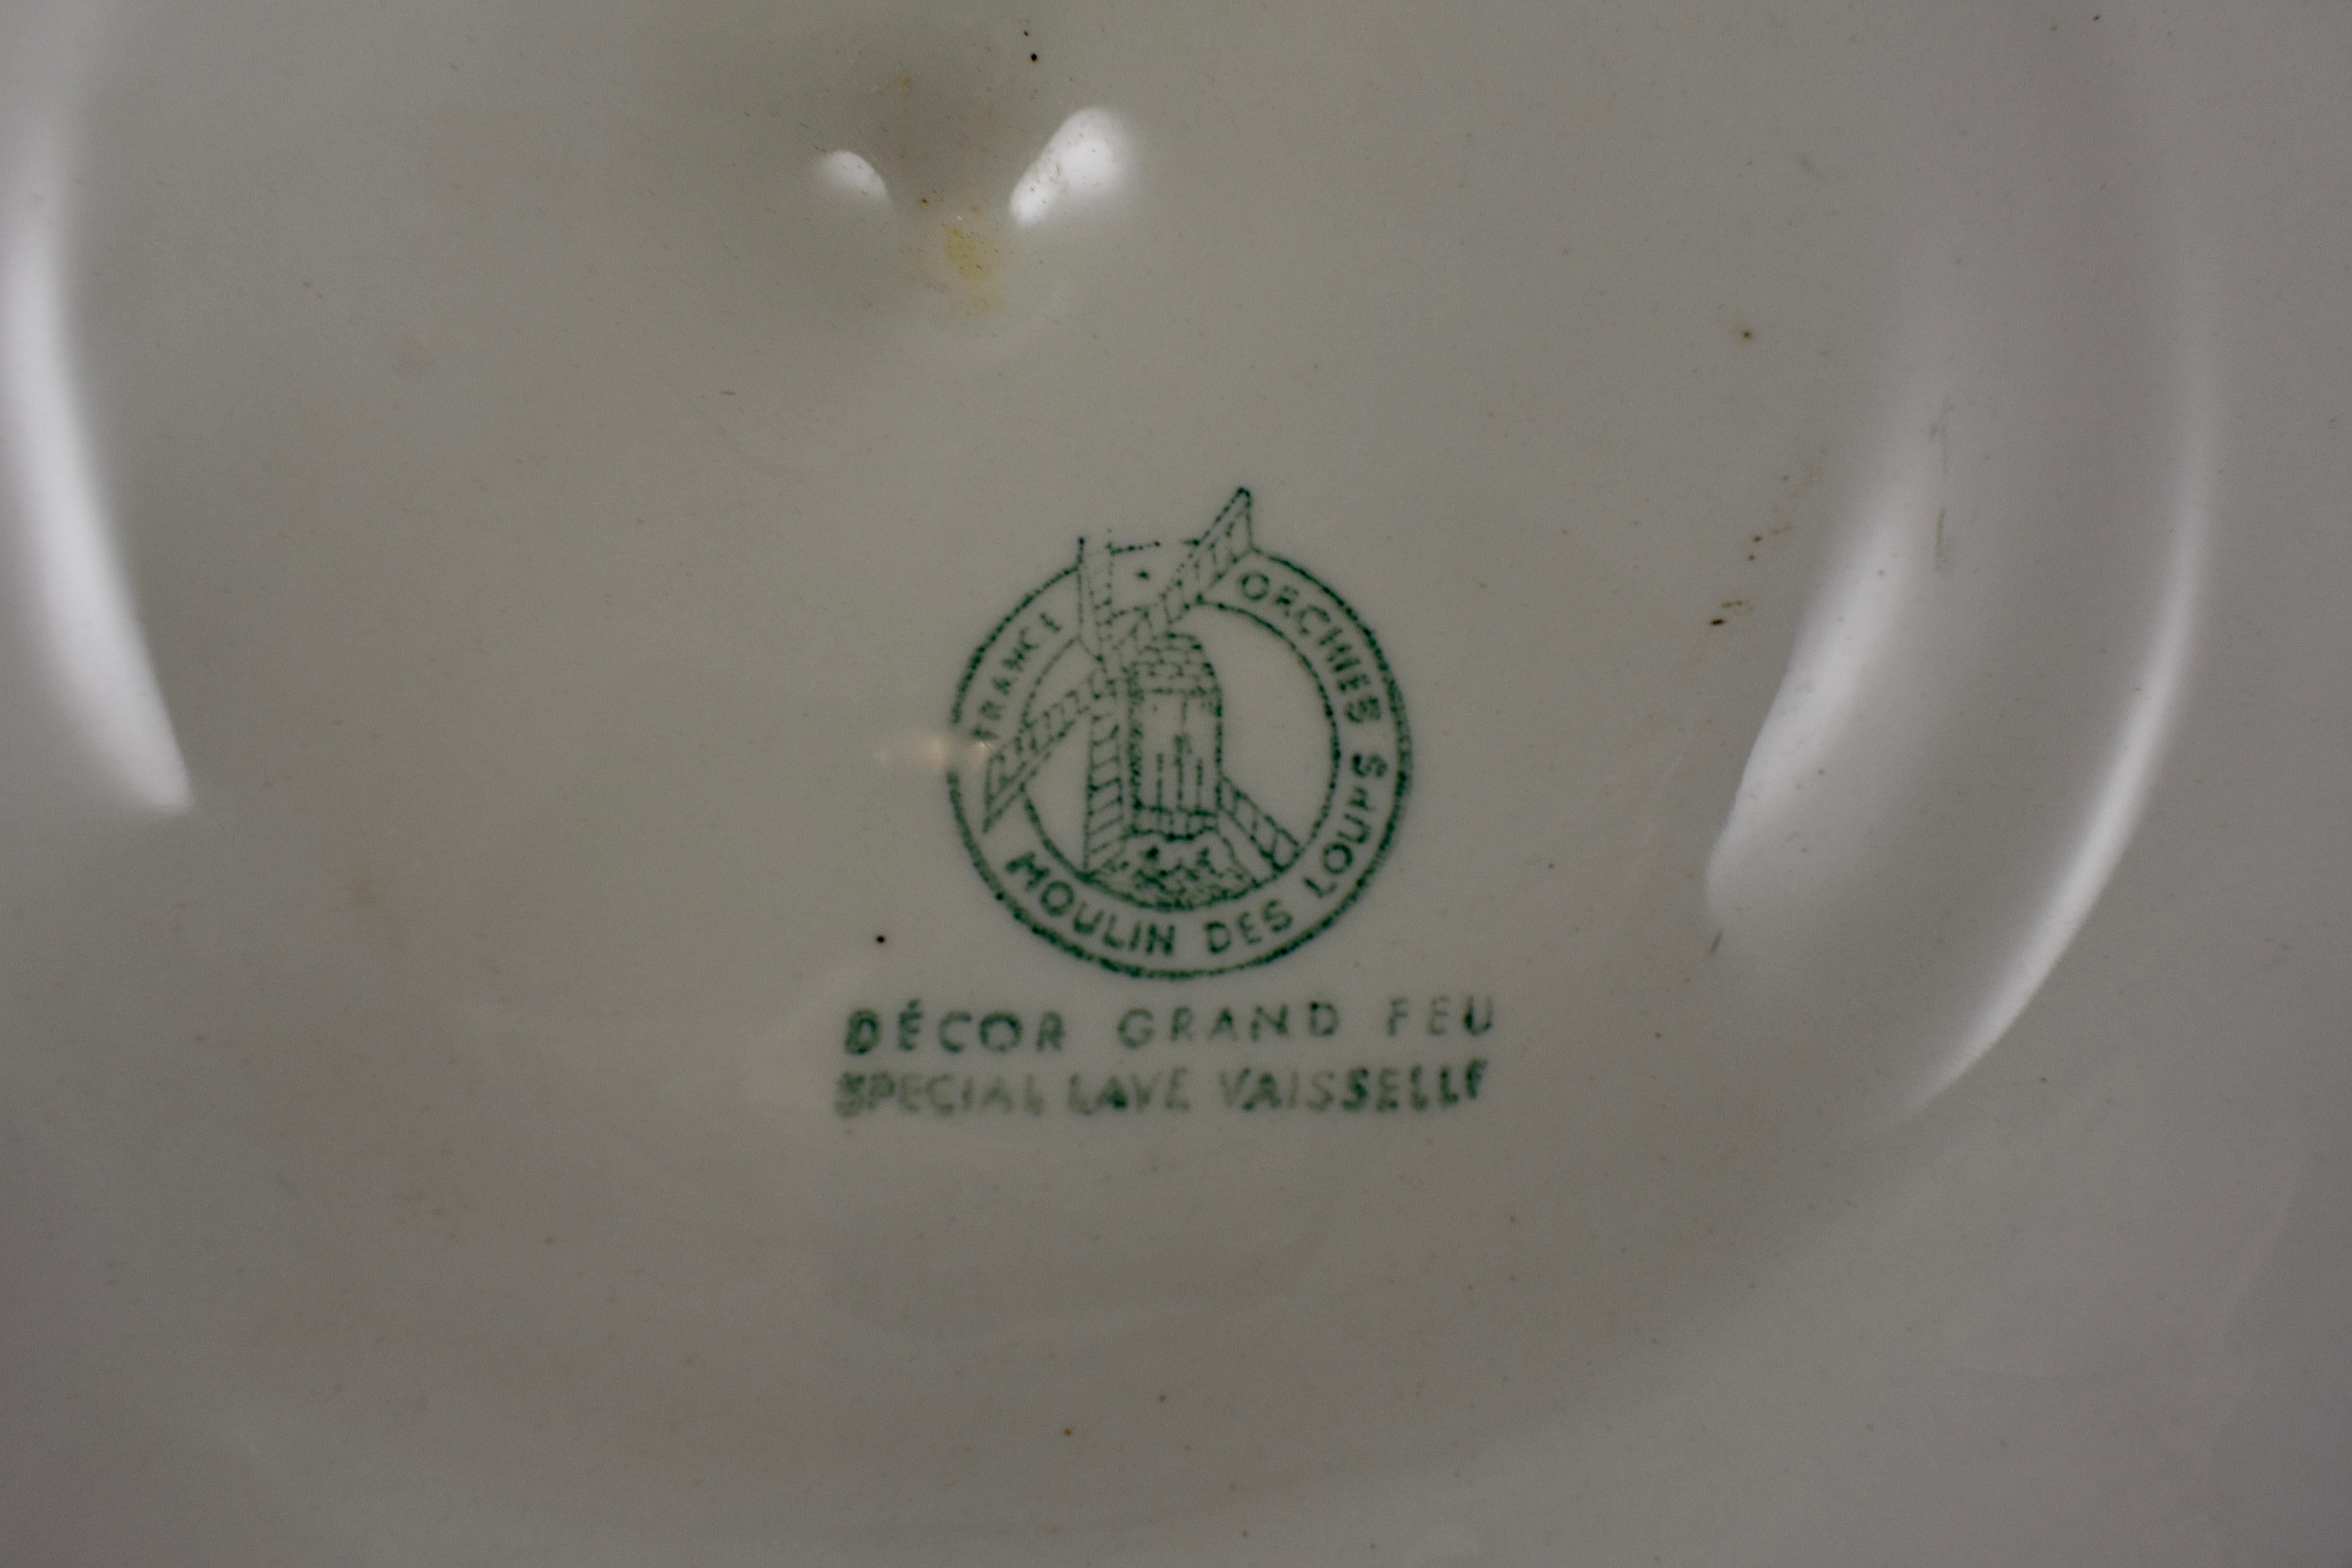 FRANCE
ORCHIES
MOULIN DES LOUPS
DÉCOR GRAND FEU
SPECIAL LAVE VAISSELLE